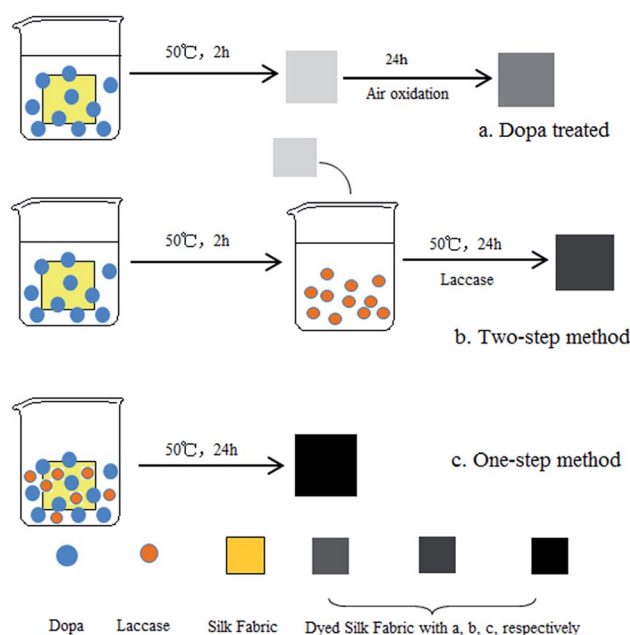 50℃, 2h
24h
Air oxidation
a. Dopa treated
50℃, 2h
50℃, 24h
Laccase
b. Two-step method
50℃, 24h
c. One-step method
Dopa Laccase Silk Fabric Dyed Silk Fabric with a, b, c, respectively